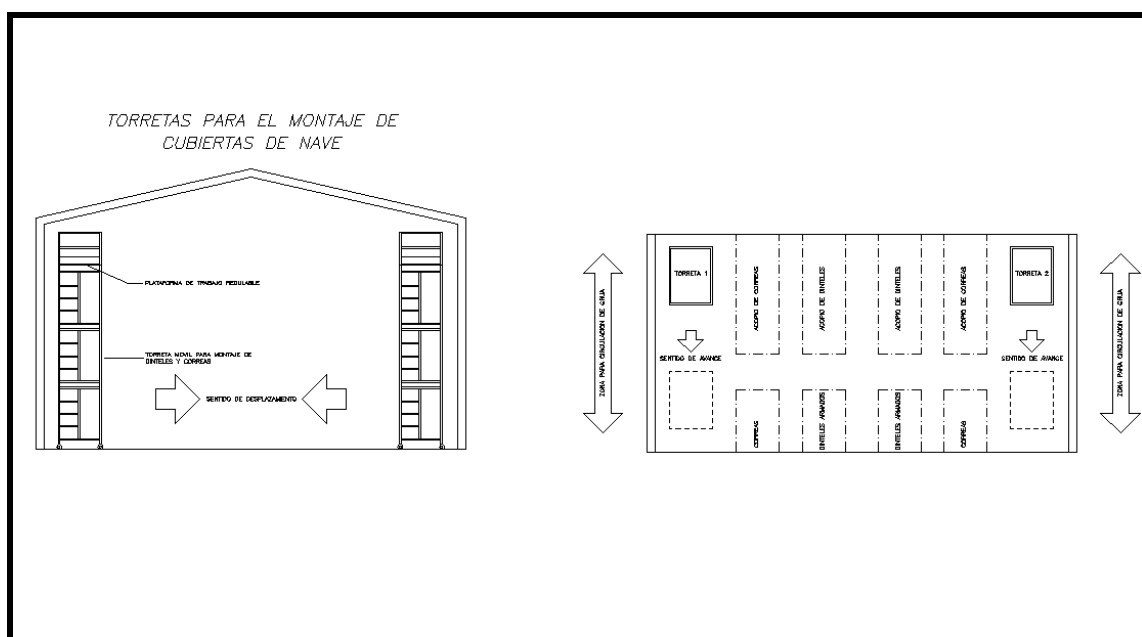 TORRETAS PARA EL MONTAJE DE
CUBIERTAS DE NAVE
PLATAFORMA DE TRABAJO REGULABLE
TORRETA MOVIL PARA MONTAJE DE
DINTELES Y CORREAS
SENTIDO DE DESPLAZAMIENTO
ZONA PARA CIRCULACION DE GRUA
TORRETA 1
ACOPIO DE CORREAS
ACOPIO DE DINTELES
ACOPIO DE DINTELES
ACOPIO DE CORREAS
TORRETA 2
SENTIDO DE AVANCE
SENTIDO DE AVANCE
CORREAS
DINTELES ARMADOS
DINTELES ARMADOS
CORREAS
ZONA PARA CIRCULACION DE GRUA